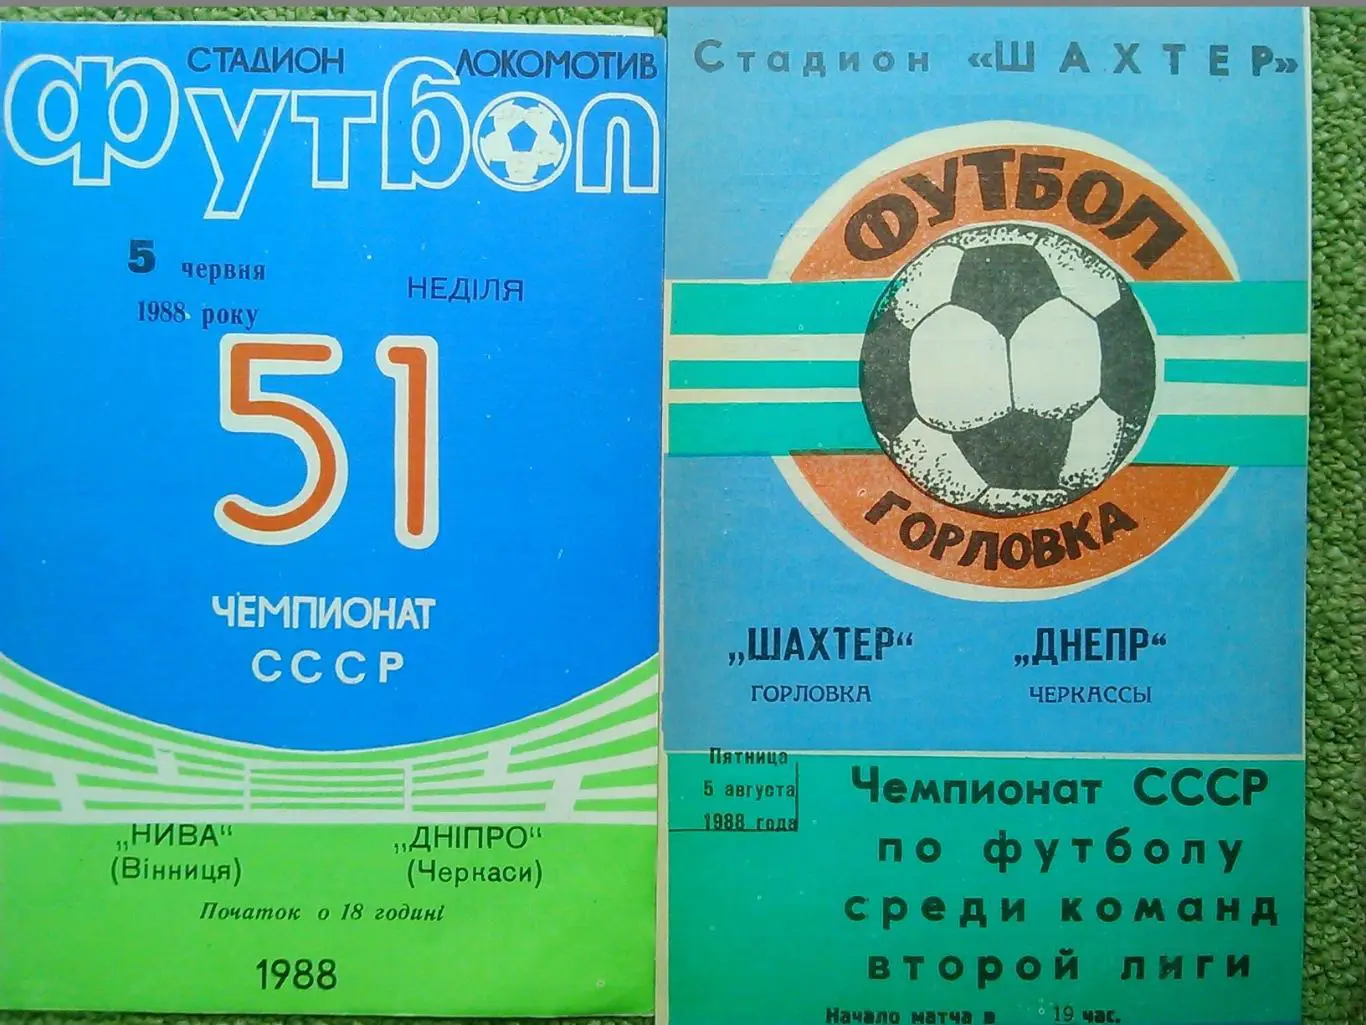 СТАДИОН ЛОКОМОТИВ
Футбол
5 червня
1988 року
НЕДІЛЯ
51
ЧЕМПИОНАТ
СССР
„НИВА“ „ДНІПРО“
(Вінниця) (Черкаси)
Початок о 18 годині
1988
Стадион «ШАХТЕР»
ФУТБОЛ
ГОРЛОВКА
„ШАХТЕР“ „ДНЕПР“
ГОРЛОВКА ЧЕРКАССЫ
Пятница
5 августа
1988 года
Чемпионат СССР
по футболу
среди команд
второй лиги
Начало матча в 19 час.